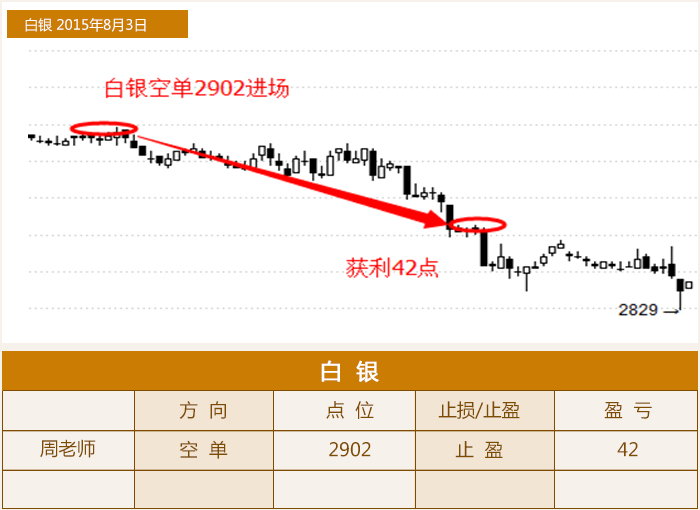 白银 2015年8月3日
白银空单2902进场
获利42点
2829→
白 银
方 向 点 位 止损/止盈 盈 亏
周老师 空 单 2902 止 盈 42